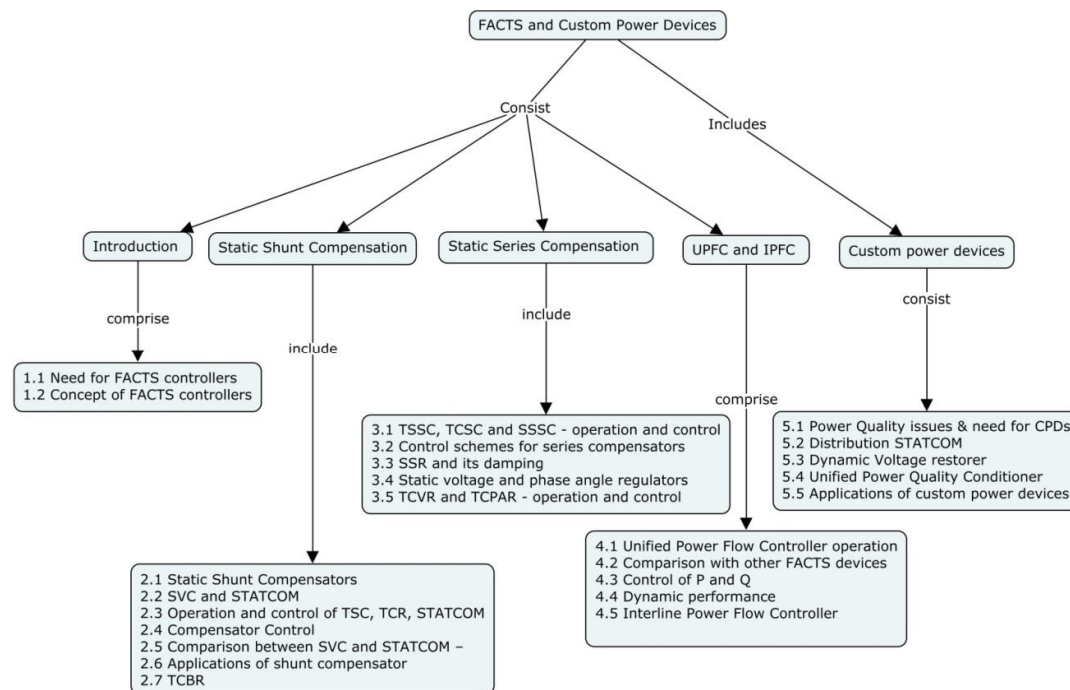 FACTS and Custom Power Devices
Consist
Includes
Introduction
Static Shunt Compensation
Static Series Compensation
UPFC and IPFC
Custom power devices
comprise
include
include
comprise
consist
1.1 Need for FACTS controllers
1.2 Concept of FACTS controllers
2.1 Static Shunt Compensators
2.2 SVC and STATCOM
2.3 Operation and control of TSC, TCR, STATCOM
2.4 Compensator Control
2.5 Comparison between SVC and STATCOM –
2.6 Applications of shunt compensator
2.7 TCBR
3.1 TSSC, TCSC and SSSC - operation and control
3.2 Control schemes for series compensators
3.3 SSR and its damping
3.4 Static voltage and phase angle regulators
3.5 TCVR and TCPAR - operation and control
4.1 Unified Power Flow Controller operation
4.2 Comparison with other FACTS devices
4.3 Control of P and Q
4.4 Dynamic performance
4.5 Interline Power Flow Controller
5.1 Power Quality issues & need for CPDs
5.2 Distribution STATCOM
5.3 Dynamic Voltage restorer
5.4 Unified Power Quality Conditioner
5.5 Applications of custom power devices